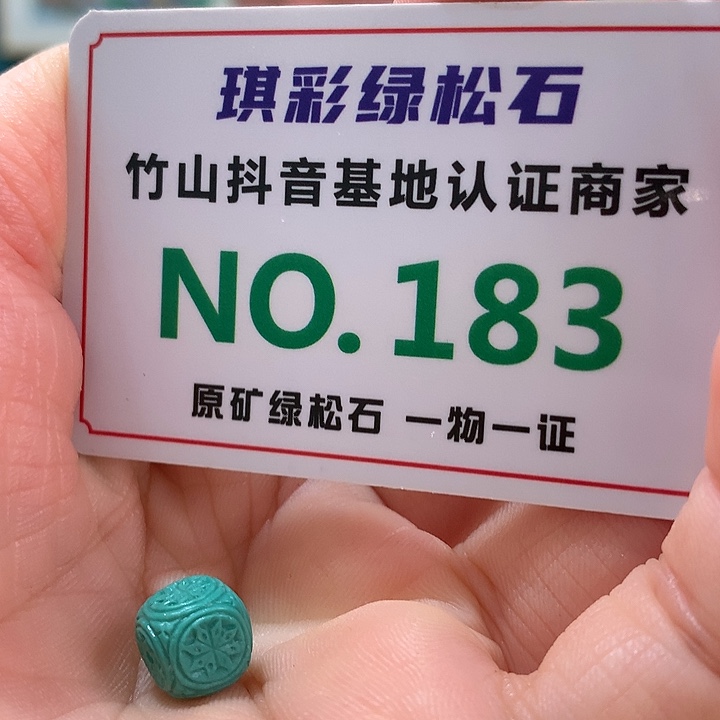 琪彩绿松石
竹山抖音基地认证商家
NO.183
原矿绿松石 一物一证